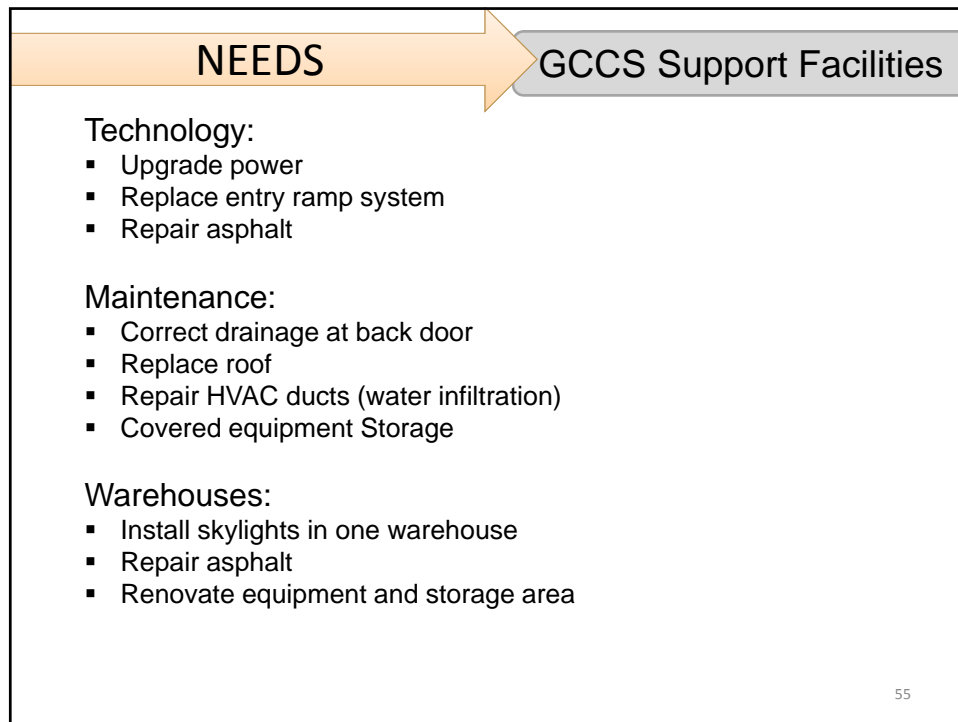 NEEDS
GCCS Support Facilities
Technology:
▪ Upgrade power
▪ Replace entry ramp system
▪ Repair asphalt
Maintenance:
▪ Correct drainage at back door
▪ Replace roof
▪ Repair HVAC ducts (water infiltration)
▪ Covered equipment Storage
Warehouses:
▪ Install skylights in one warehouse
▪ Repair asphalt
▪ Renovate equipment and storage area
55